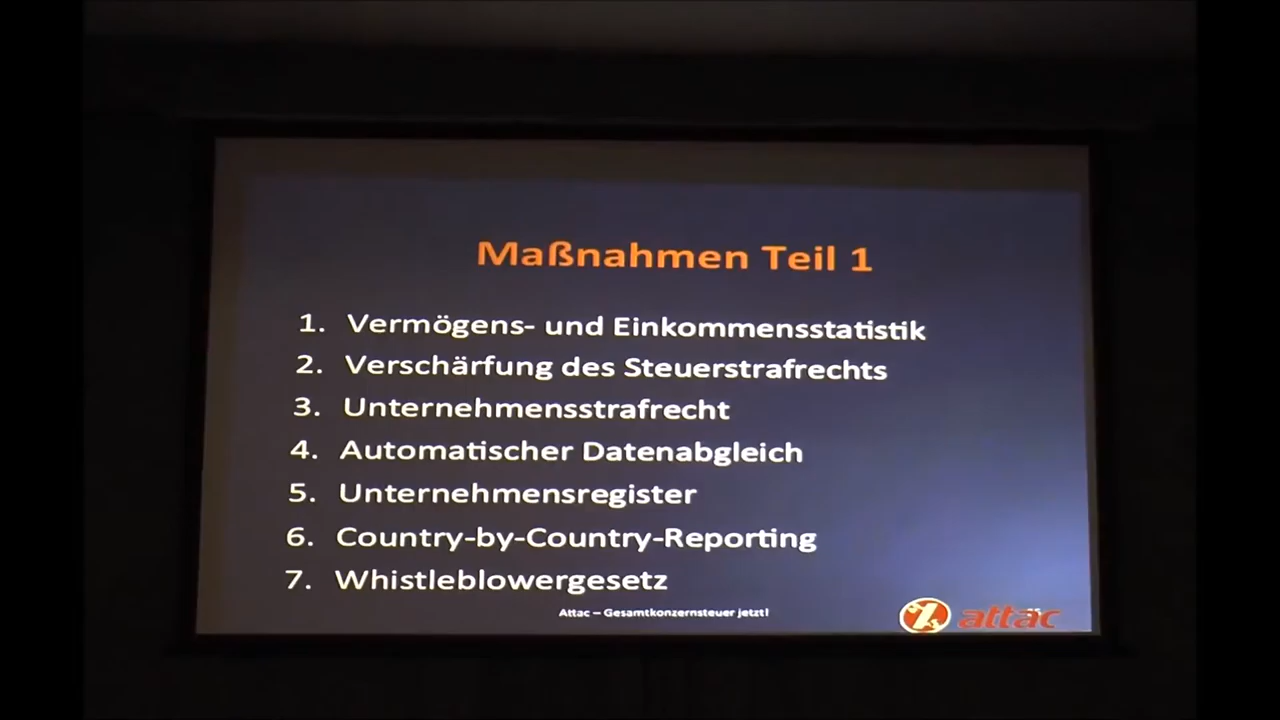 Maßnahmen Teil 1
1. Vermögens- und Einkommensstatistik
2. Verschärfung des Steuerstrafrechts
3. Unternehmensstrafrecht
4. Automatischer Datenabgleich
5. Unternehmensregister
6. Country-by-Country-Reporting
7. Whistleblowergesetz
Attac – Gesamtkonzernsteuer jetzt!
attac